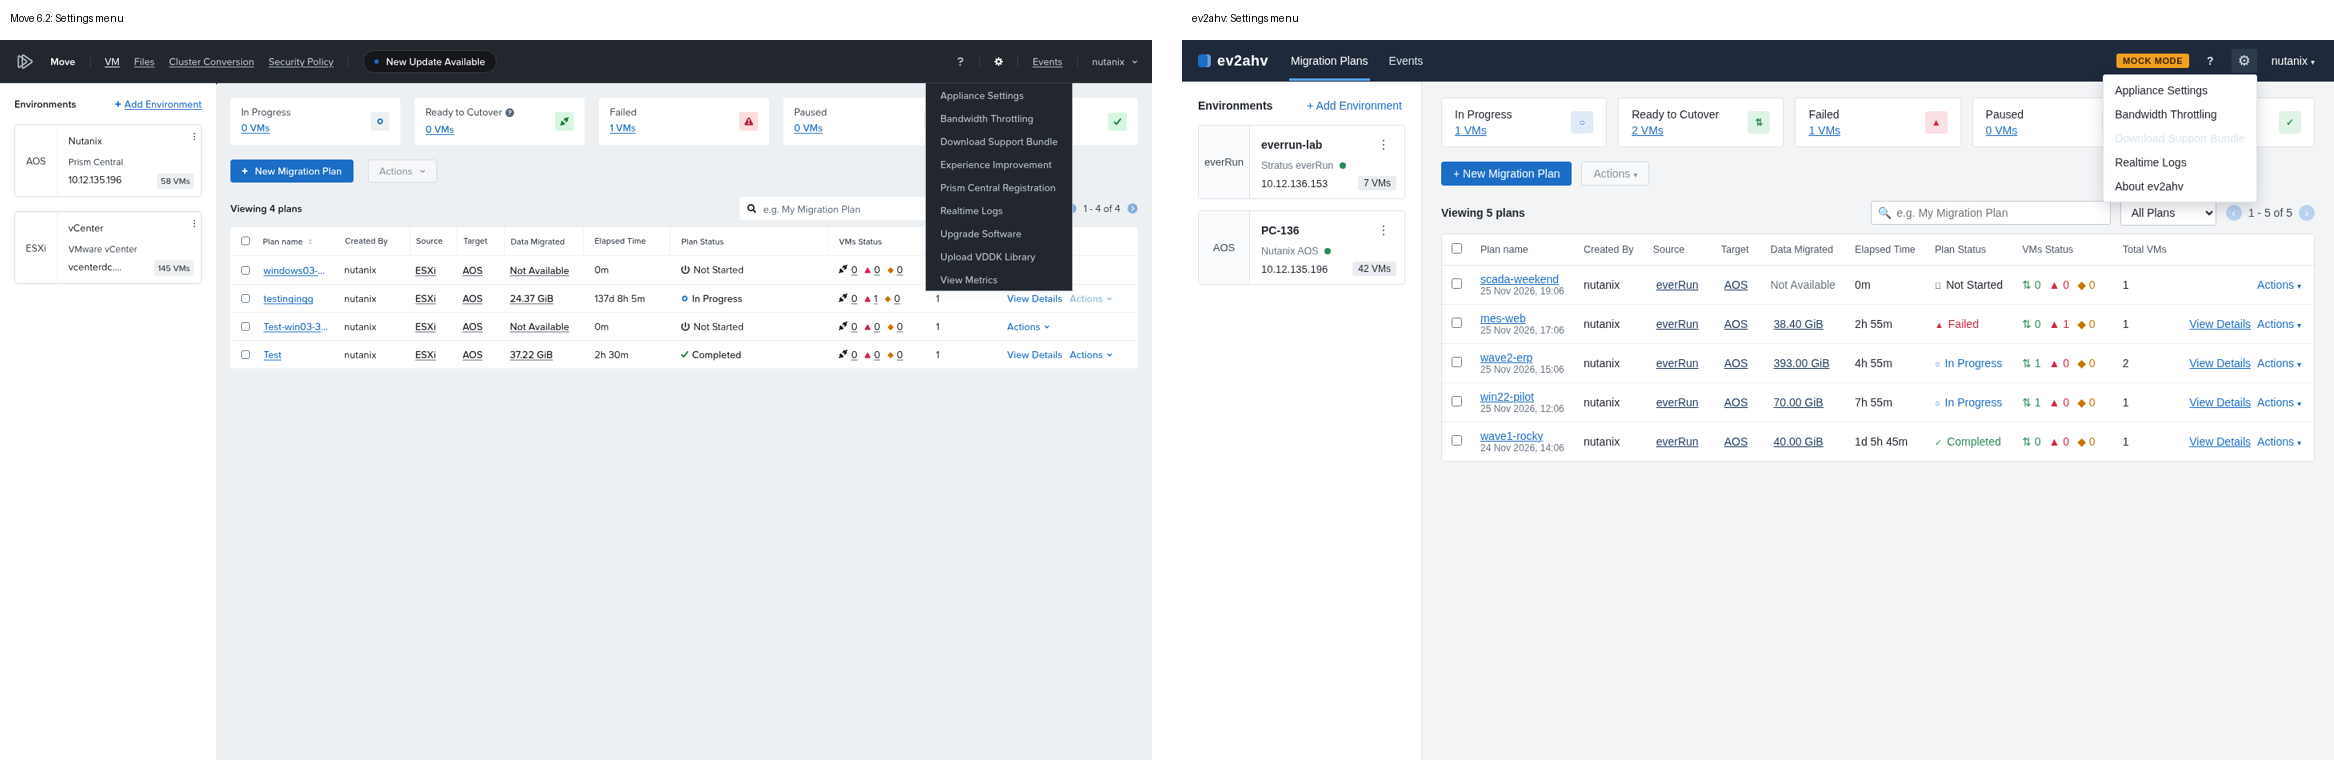 Move 6.2: Settings menu
Move VM Files Cluster Conversion Security Policy New Update Available ? Events nutanix
Environments + Add Environment
AOS
Nutanix
Prism Central
10.12.135.196 58 VMs
ESXi
vCenter
VMware vCenter
vcenterdc.... 145 VMs
In Progress
0 VMs
Ready to Cutover ?
0 VMs
Failed
1 VMs
Paused
0 VMs
Appliance Settings
Bandwidth Throttling
Download Support Bundle
Experience Improvement
Prism Central Registration
Realtime Logs
Upgrade Software
Upload VDDK Library
View Metrics
+ New Migration Plan Actions
Viewing 4 plans e.g. My Migration Plan 1 - 4 of 4
Plan name Created By Source Target Data Migrated Elapsed Time Plan Status VMs Status
windows03-... nutanix ESXi AOS Not Available 0m Not Started 0 0 0
testinqinqq nutanix ESXi AOS 24.37 GiB 137d 8h 5m In Progress 0 1 0 1 View Details Actions
Test-win03-3... nutanix ESXi AOS Not Available 0m Not Started 0 0 0 1 Actions
Test nutanix ESXi AOS 37.22 GiB 2h 30m Completed 0 0 0 1 View Details Actions
ev2ahv: Settings menu
ev2ahv Migration Plans Events MOCK MODE ? nutanix
Environments + Add Environment
everRun
everrun-lab
Stratus everRun
10.12.136.153 7 VMs
AOS
PC-136
Nutanix AOS
10.12.135.196 42 VMs
In Progress
1 VMs
Ready to Cutover
2 VMs
Failed
1 VMs
Paused
0 VMs
Appliance Settings
Bandwidth Throttling
Download Support Bundle
Realtime Logs
About ev2ahv
+ New Migration Plan Actions
Viewing 5 plans e.g. My Migration Plan All Plans 1 - 5 of 5
Plan name Created By Source Target Data Migrated Elapsed Time Plan Status VMs Status Total VMs
scada-weekend nutanix everRun AOS Not Available 0m Not Started 0 0 0 1 Actions
25 Nov 2026, 19:06
mes-web nutanix everRun AOS 38.40 GiB 2h 55m Failed 0 1 0 1 View Details Actions
25 Nov 2026, 17:06
wave2-erp nutanix everRun AOS 393.00 GiB 4h 55m In Progress 1 0 0 2 View Details Actions
25 Nov 2026, 15:06
win22-pilot nutanix everRun AOS 70.00 GiB 7h 55m In Progress 1 0 0 1 View Details Actions
25 Nov 2026, 12:06
wave1-rocky nutanix everRun AOS 40.00 GiB 1d 5h 45m Completed 0 0 0 1 View Details Actions
24 Nov 2026, 14:06